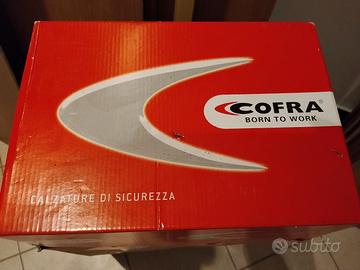 COFRA®
BORN TO WORK
CALZATURE DI SICUREZZA
subito